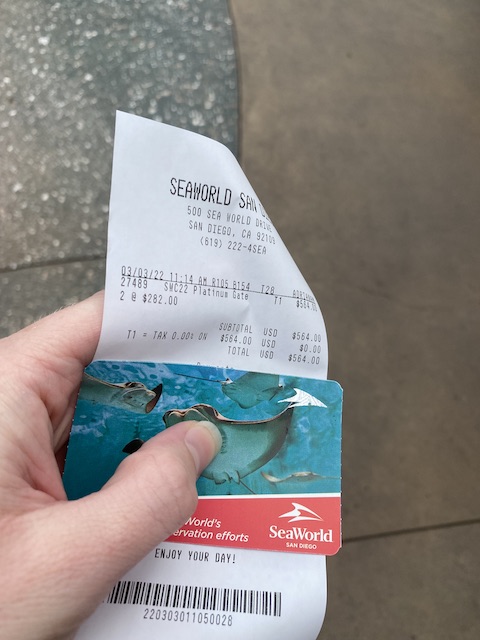 SEAWORLD SAN
500 SEA WORLD DRIVE
SAN DIEGO, CA 92109
(619) 222-4SEA
03/03/22 11:14 AM R105 B154 T28
27489 SWC22 Platinum Gate T1 $564.00
2 @ $282.00
SUBTOTAL USD $564.00
T1 = TAX 0.00% ON $564.00 USD $0.00
TOTAL USD $564.00
World's
ervation efforts
SeaWorld
SAN DIEGO
ENJOY YOUR DAY!
220303011050028